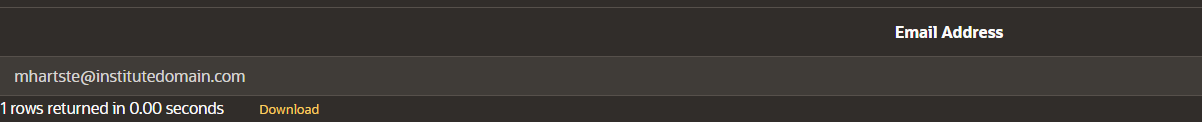 Email Address
mhartste@institutedomain.com
1 rows returned in 0.00 seconds Download